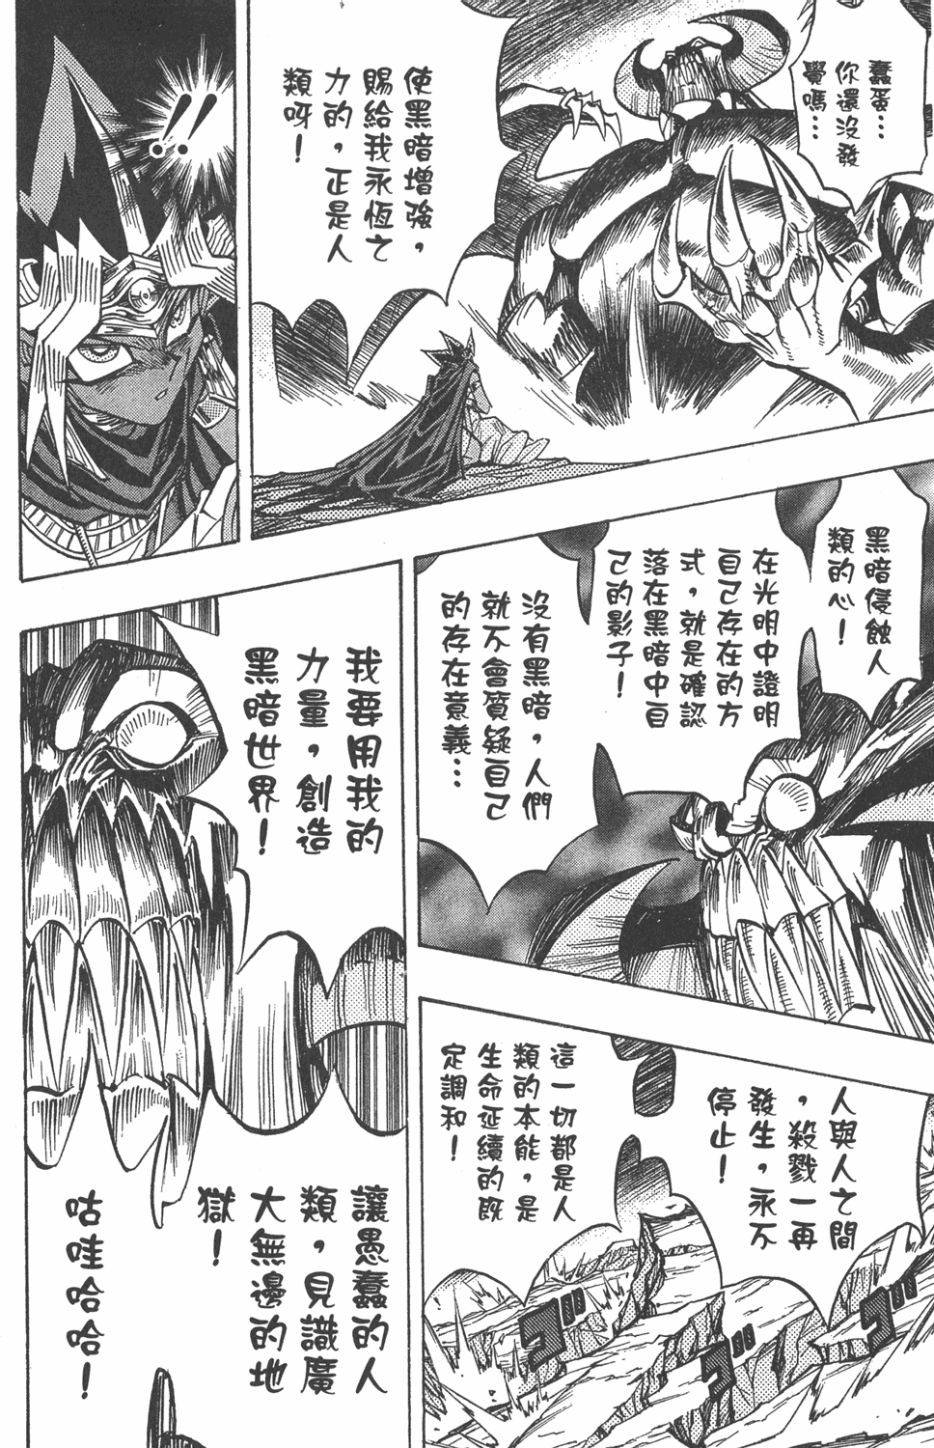 蠢蛋…
你還沒發
覺嗎…
使黑暗增強，
賜給我永恆之
力的，正是人
類呀！
!!
黑暗侵蝕人
類的心！
在光明中證明
自己存在的方
式，就是確認
落在黑暗中自
己的影子！
沒有黑暗，人們
就不會質疑自己
的存在意義…
我要用我的
力量，創造
黑暗世界！
人與人之間
，殺戮一再
發生，永不
停止！
這一切都是人
類的本能，是
生命延續的既
定調和！
ゴゴ
ゴゴ
ゴゴ
讓愚蠢的人
類，見識廣
大無邊的地
獄！
咕哇哈哈哈！